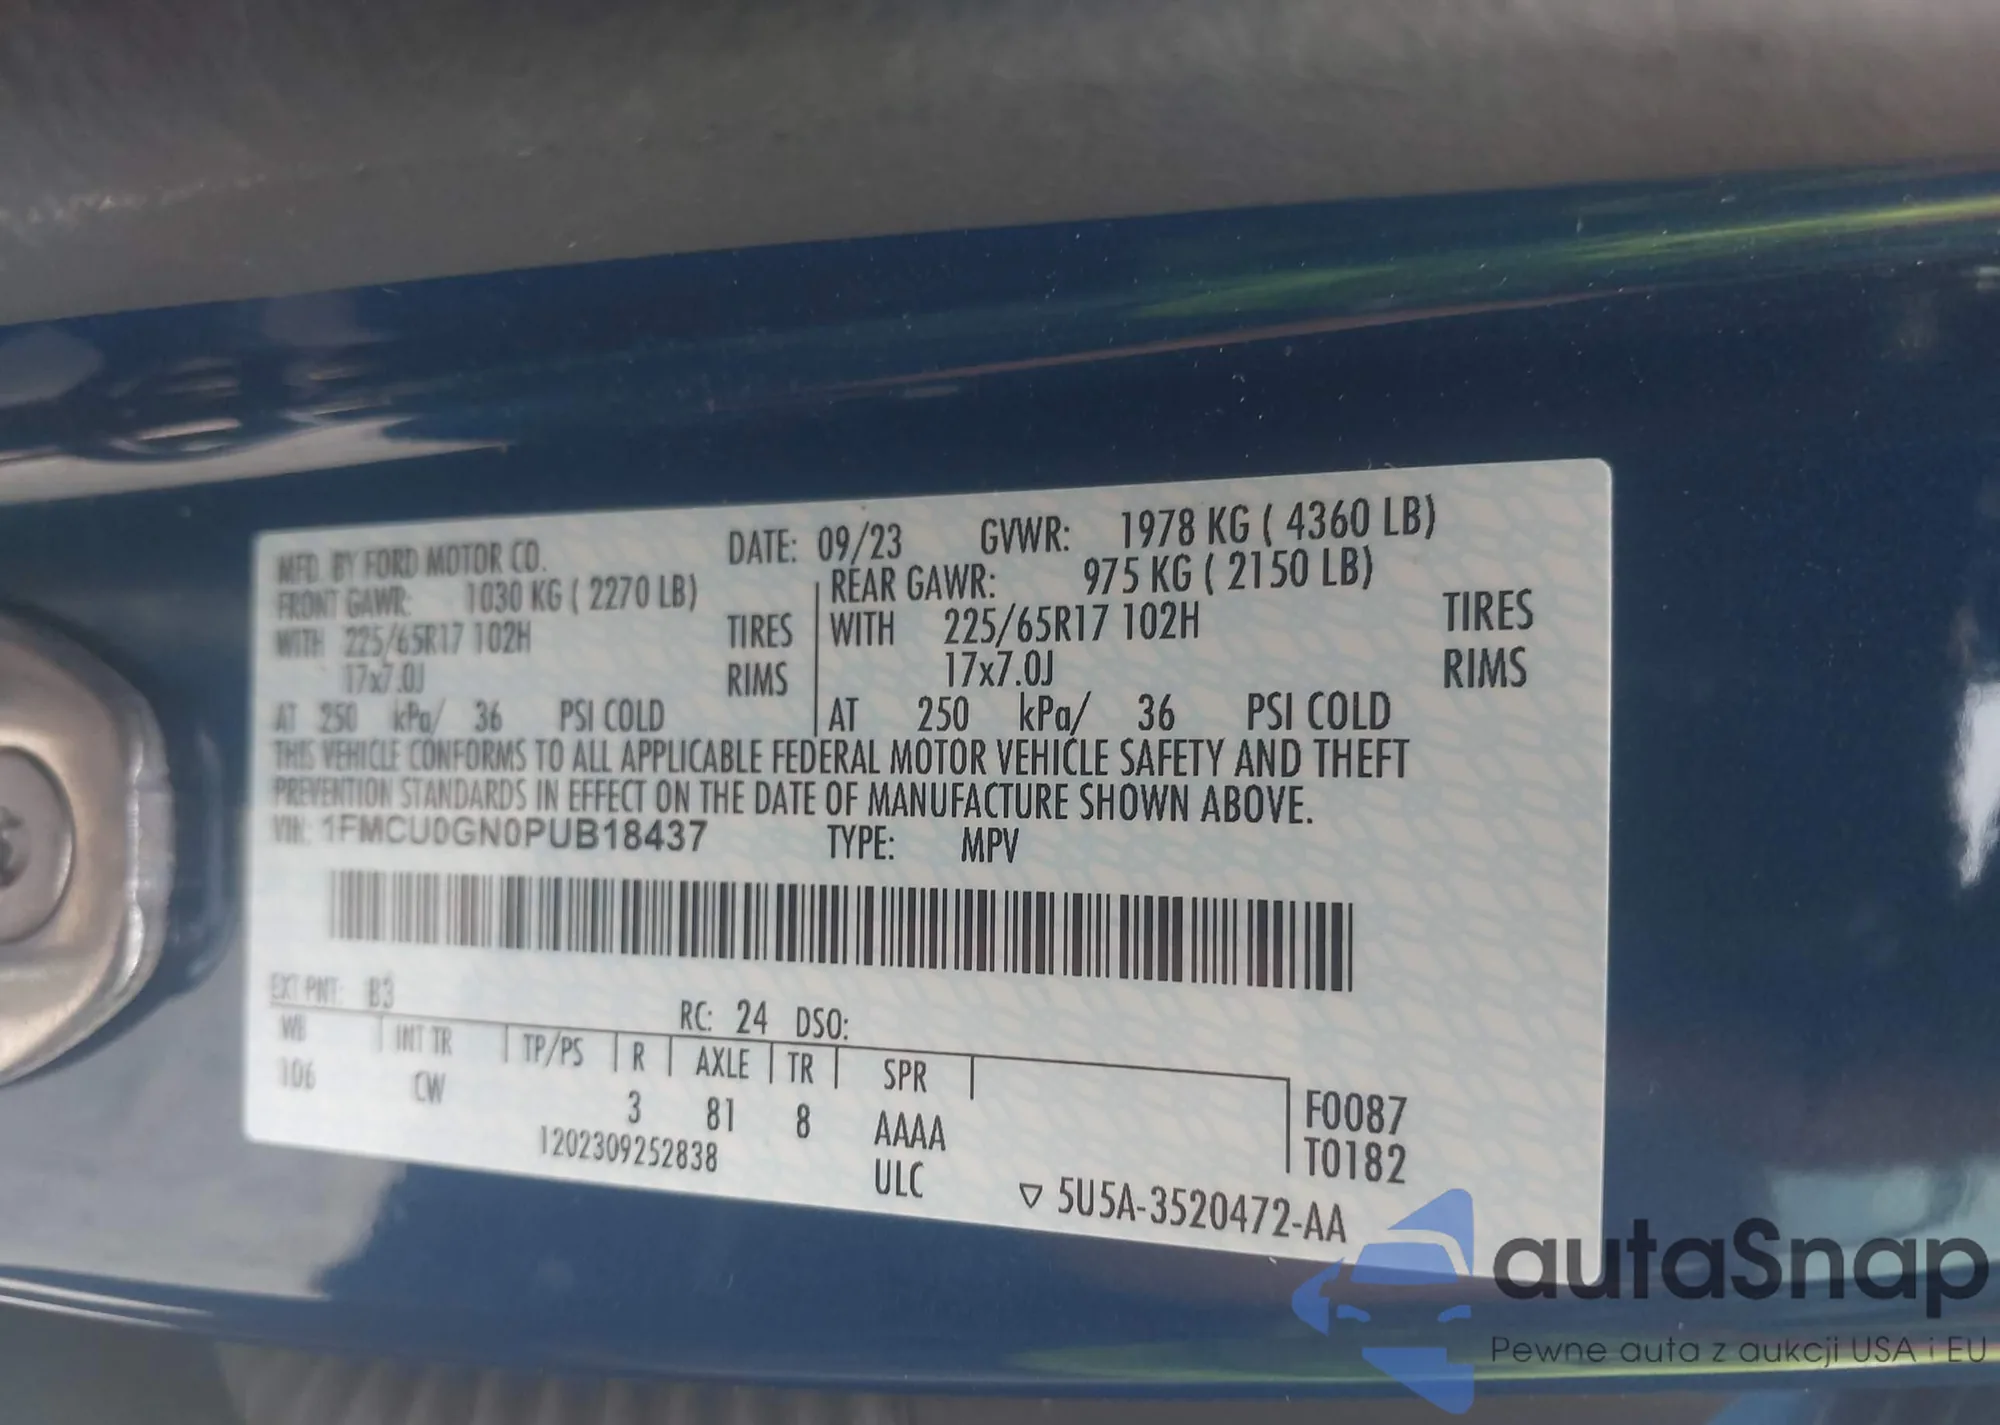 MFD. BY FORD MOTOR CO. DATE: 09/23 GVWR: 1978 KG ( 4360 LB)
FRONT GAWR: 1030 KG ( 2270 LB) REAR GAWR: 975 KG ( 2150 LB)
WITH 225/65R17 102H TIRES WITH 225/65R17 102H TIRES
17x7.0J RIMS 17x7.0J RIMS
AT 250 kPa/ 36 PSI COLD AT 250 kPa/ 36 PSI COLD
THIS VEHICLE CONFORMS TO ALL APPLICABLE FEDERAL MOTOR VEHICLE SAFETY AND THEFT
PREVENTION STANDARDS IN EFFECT ON THE DATE OF MANUFACTURE SHOWN ABOVE.
VIN: 1FMCU0GN0PUB18437 TYPE: MPV
EXT PNT: B3 RC: 24 DSO:
WB INT TR TP/PS R AXLE TR SPR
106 CW 3 81 8 AAAA F0087
1202309252838 ULC T0182
▽ 5U5A-3520472-AA
autaSnap
Pewne auta z aukcji USA i EU